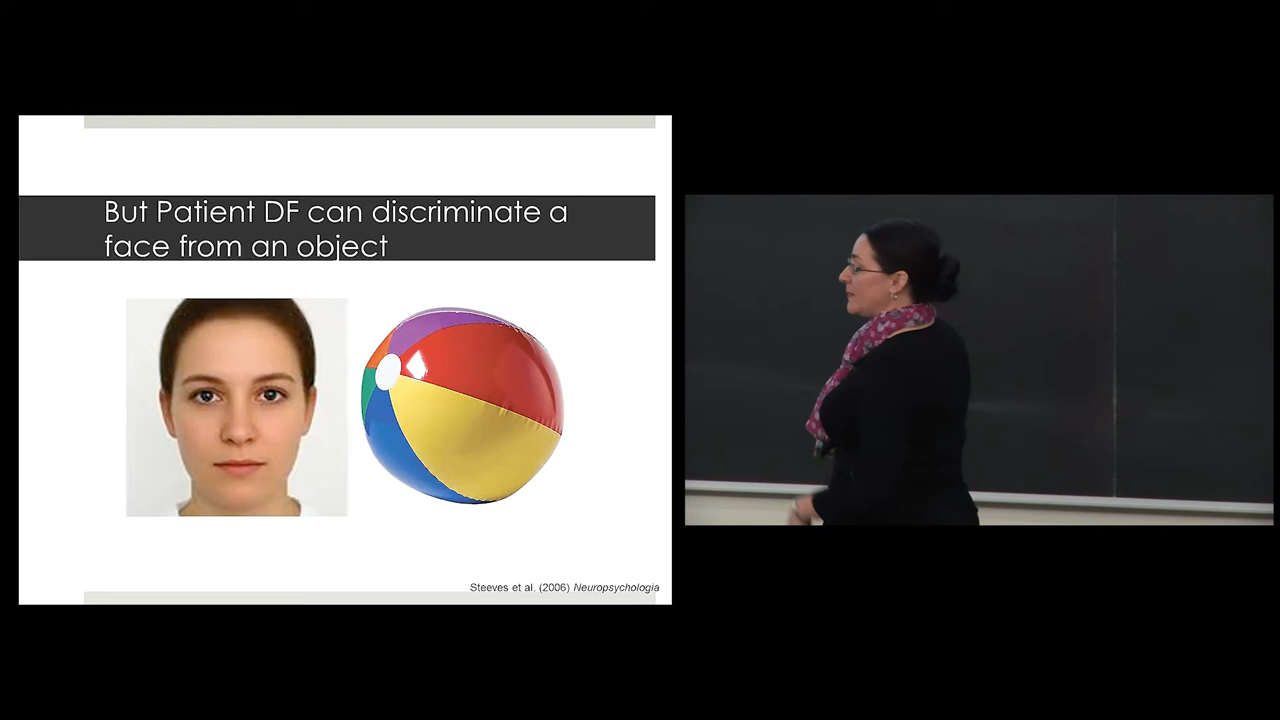 But Patient DF can discriminate a
face from an object
Steeves et al. (2006) Neuropsychologia